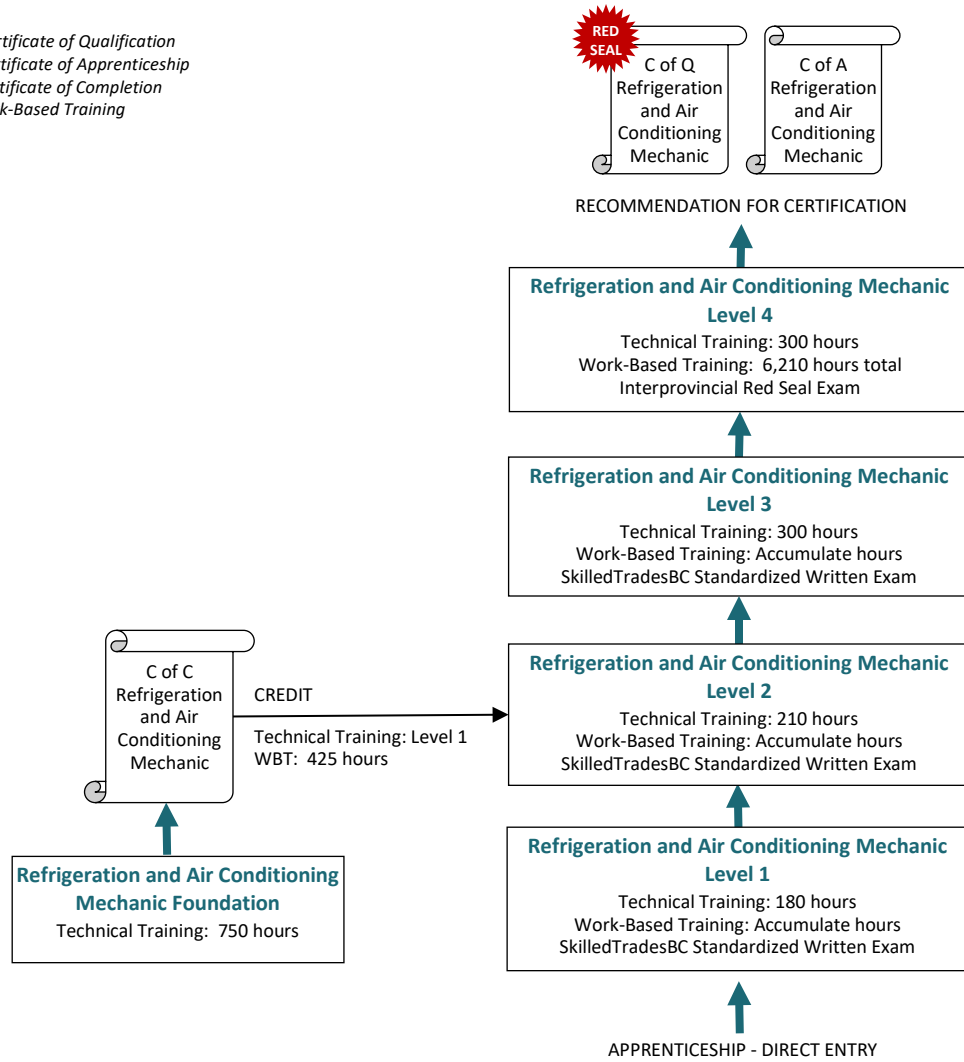 Certificate of Qualification
Certificate of Apprenticeship
Certificate of Completion
Work-Based Training
RED
SEAL
C of Q
Refrigeration
and Air
Conditioning
Mechanic
C of A
Refrigeration
and Air
Conditioning
Mechanic
RECOMMENDATION FOR CERTIFICATION
Refrigeration and Air Conditioning Mechanic
Level 4
Technical Training: 300 hours
Work-Based Training: 6,210 hours total
Interprovincial Red Seal Exam
Refrigeration and Air Conditioning Mechanic
Level 3
Technical Training: 300 hours
Work-Based Training: Accumulate hours
SkilledTradesBC Standardized Written Exam
C of C
Refrigeration
and Air
Conditioning
Mechanic
CREDIT
Technical Training: Level 1
WBT: 425 hours
Refrigeration and Air Conditioning Mechanic
Level 2
Technical Training: 210 hours
Work-Based Training: Accumulate hours
SkilledTradesBC Standardized Written Exam
Refrigeration and Air Conditioning
Mechanic Foundation
Technical Training: 750 hours
Refrigeration and Air Conditioning Mechanic
Level 1
Technical Training: 180 hours
Work-Based Training: Accumulate hours
SkilledTradesBC Standardized Written Exam
APPRENTICESHIP - DIRECT ENTRY